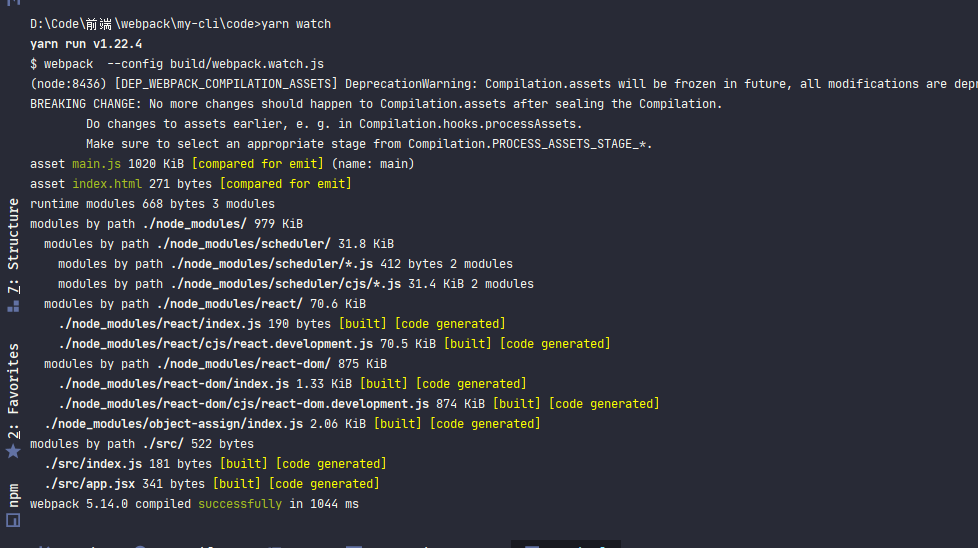 D:\Code\前端\webpack\my-cli\code>yarn watch
yarn run v1.22.4
$ webpack  --config build/webpack.watch.js
(node:8436) [DEP_WEBPACK_COMPILATION_ASSETS] DeprecationWarning: Compilation.assets will be frozen in future, all modifications are depr
BREAKING CHANGE: No more changes should happen to Compilation.assets after sealing the Compilation.
        Do changes to assets earlier, e. g. in Compilation.hooks.processAssets.
        Make sure to select an appropriate stage from Compilation.PROCESS_ASSETS_STAGE_*.
asset main.js 1020 KiB [compared for emit] (name: main)
asset index.html 271 bytes [compared for emit]
runtime modules 668 bytes 3 modules
modules by path ./node_modules/ 979 KiB
  modules by path ./node_modules/scheduler/ 31.8 KiB
    modules by path ./node_modules/scheduler/*.js 412 bytes 2 modules
    modules by path ./node_modules/scheduler/cjs/*.js 31.4 KiB 2 modules
  modules by path ./node_modules/react/ 70.6 KiB
    ./node_modules/react/index.js 190 bytes [built] [code generated]
    ./node_modules/react/cjs/react.development.js 70.5 KiB [built] [code generated]
  modules by path ./node_modules/react-dom/ 875 KiB
    ./node_modules/react-dom/index.js 1.33 KiB [built] [code generated]
    ./node_modules/react-dom/cjs/react-dom.development.js 874 KiB [built] [code generated]
  ./node_modules/object-assign/index.js 2.06 KiB [built] [code generated]
modules by path ./src/ 522 bytes
  ./src/index.js 181 bytes [built] [code generated]
  ./src/app.jsx 341 bytes [built] [code generated]
webpack 5.14.0 compiled successfully in 1044 ms
7: Structure
2: Favorites
npm